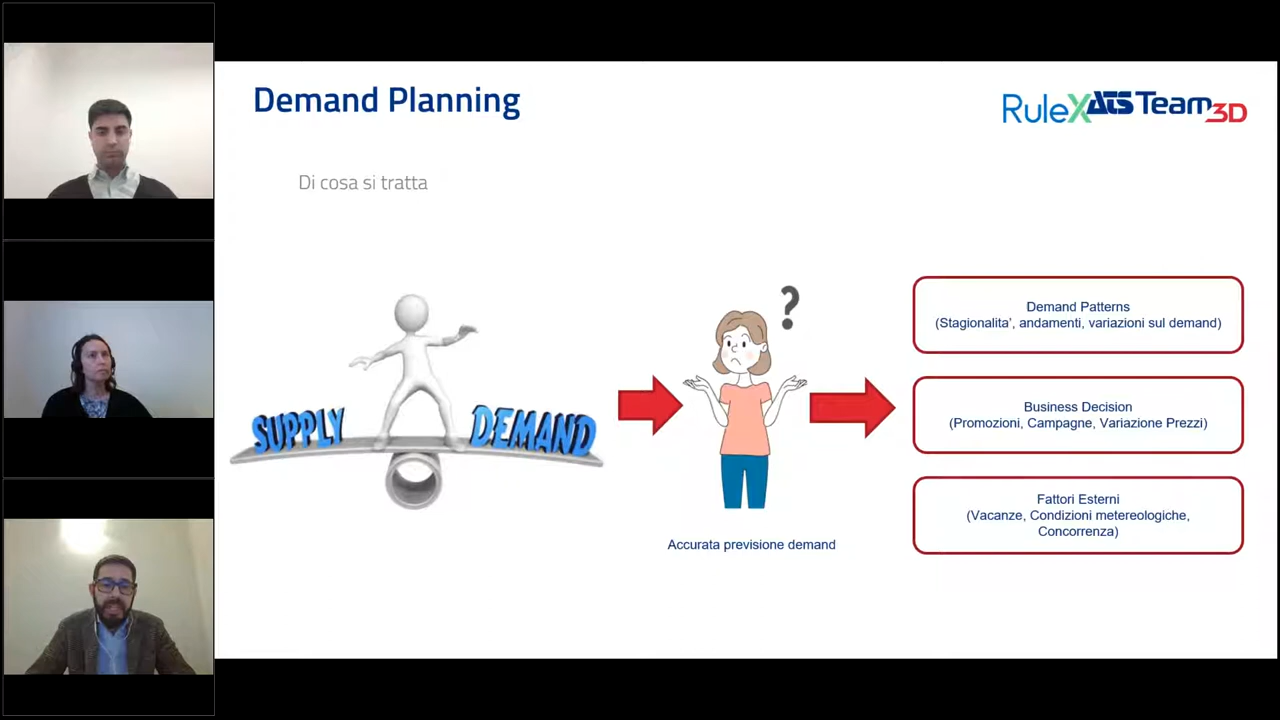 Demand Planning
RuleX ATS Team3D
Di cosa si tratta
SUPPLY DEMAND
?
Accurata previsione demand
Demand Patterns
(Stagionalita', andamenti, variazioni sul demand)
Business Decision
(Promozioni, Campagne, Variazione Prezzi)
Fattori Esterni
(Vacanze, Condizioni metereologiche,
Concorrenza)